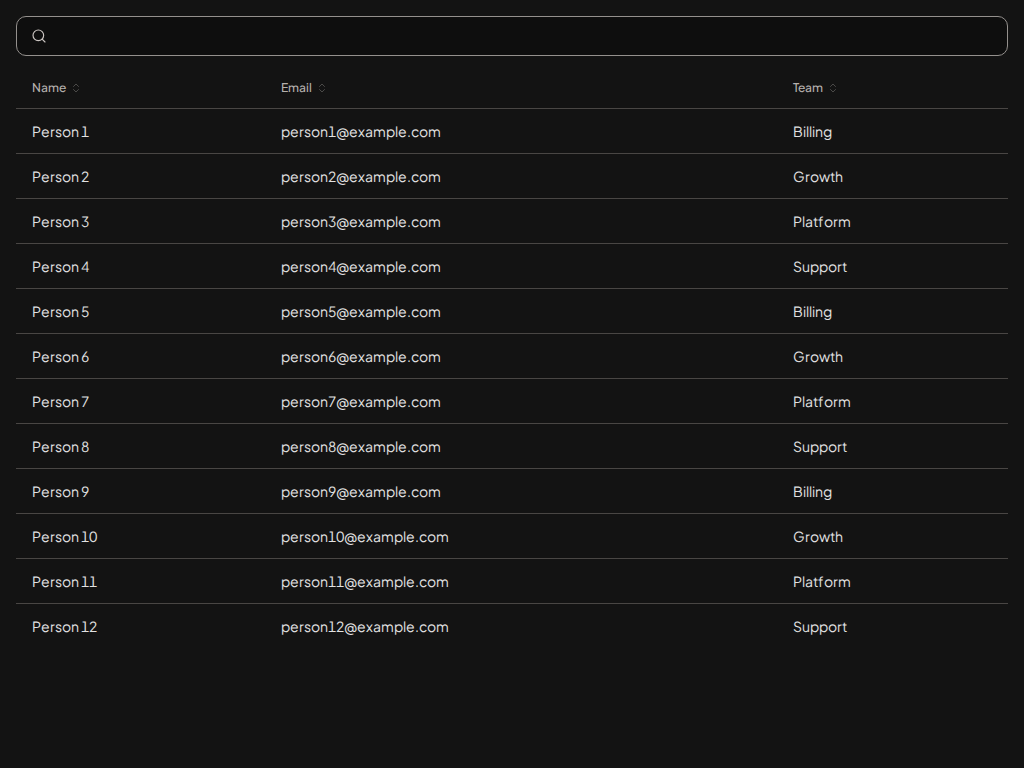 Name Email Team
Person 1 person1@example.com Billing
Person 2 person2@example.com Growth
Person 3 person3@example.com Platform
Person 4 person4@example.com Support
Person 5 person5@example.com Billing
Person 6 person6@example.com Growth
Person 7 person7@example.com Platform
Person 8 person8@example.com Support
Person 9 person9@example.com Billing
Person 10 person10@example.com Growth
Person 11 person11@example.com Platform
Person 12 person12@example.com Support